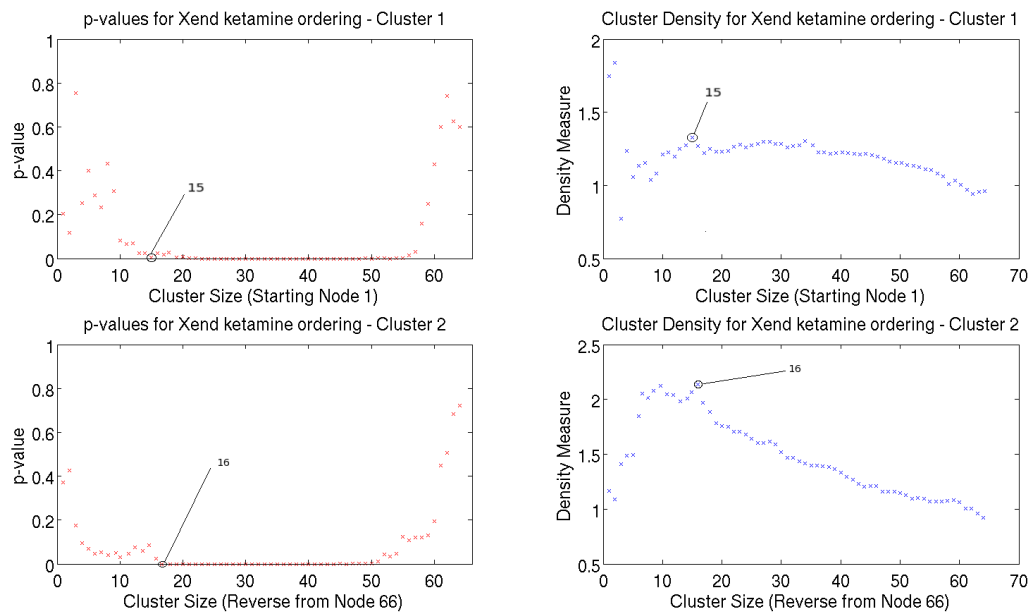 p-values for Xend ketamine ordering - Cluster 1
1
0.8
0.6
0.4
0.2
0
p-value
15
0 10 20 30 40 50 60
Cluster Size (Starting Node 1)
Cluster Density for Xend ketamine ordering - Cluster 1
2
1.5
1
0.5
Density Measure
15
0 10 20 30 40 50 60 70
Cluster Size (Starting Node 1)
p-values for Xend ketamine ordering - Cluster 2
1
0.8
0.6
0.4
0.2
0
p-value
16
0 10 20 30 40 50 60
Cluster Size (Reverse from Node 66)
Cluster Density for Xend ketamine ordering - Cluster 2
2.5
2
1.5
1
0.5
Density Measure
16
0 10 20 30 40 50 60 70
Cluster Size (Reverse from Node 66)